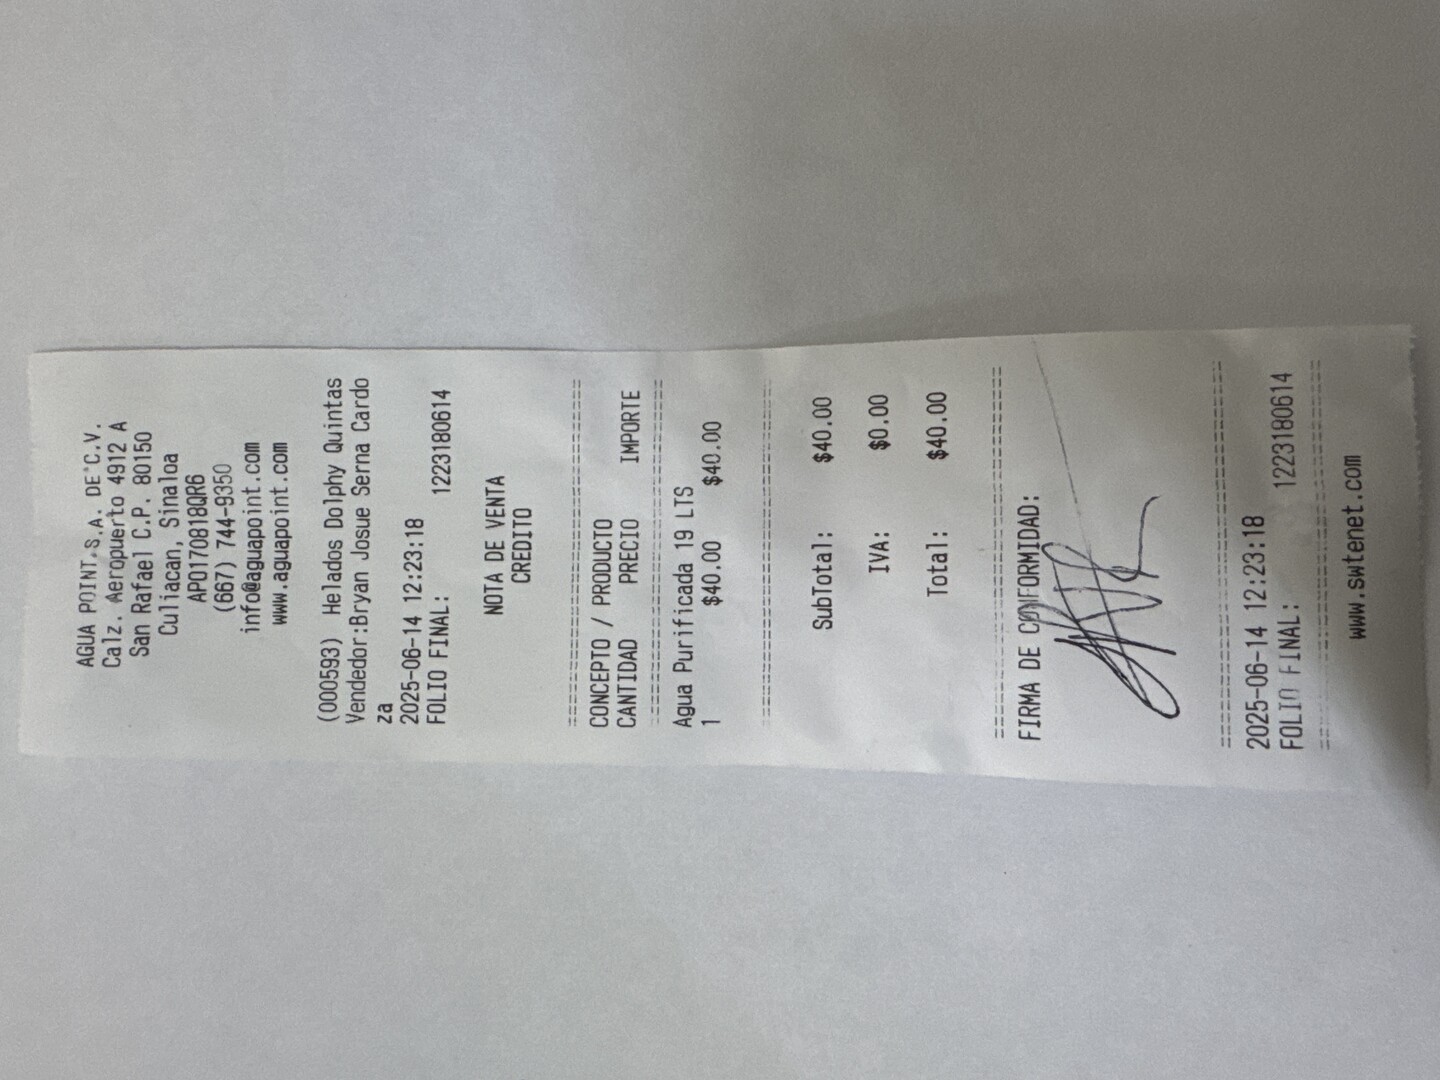 AGUA POINT, S.A. DE C.V.
Calz. Aeropuerto 4912 A
San Rafael C.P. 80150
Culiacan, Sinaloa
APO170818QR6
(667) 744-9350
info@aguapoint.com
www.aguapoint.com
(000593) Helados Dolphy Quintas
Vendedor:Bryan Josue Serna Cardo
za
2025-06-14 12:23:18
FOLIO FINAL: 1223180614
NOTA DE VENTA
CREDITO
================================
CONCEPTO / PRODUCTO
CANTIDAD PRECIO IMPORTE
================================
Agua Purificada 19 LTS
1 $40.00 $40.00
================================
SubTotal: $40.00
IVA: $0.00
Total: $40.00
================================
FIRMA DE CONFORMIDAD:
================================
2025-06-14 12:23:18
FOLIO FINAL: 1223180614
================================
www.swtenet.com